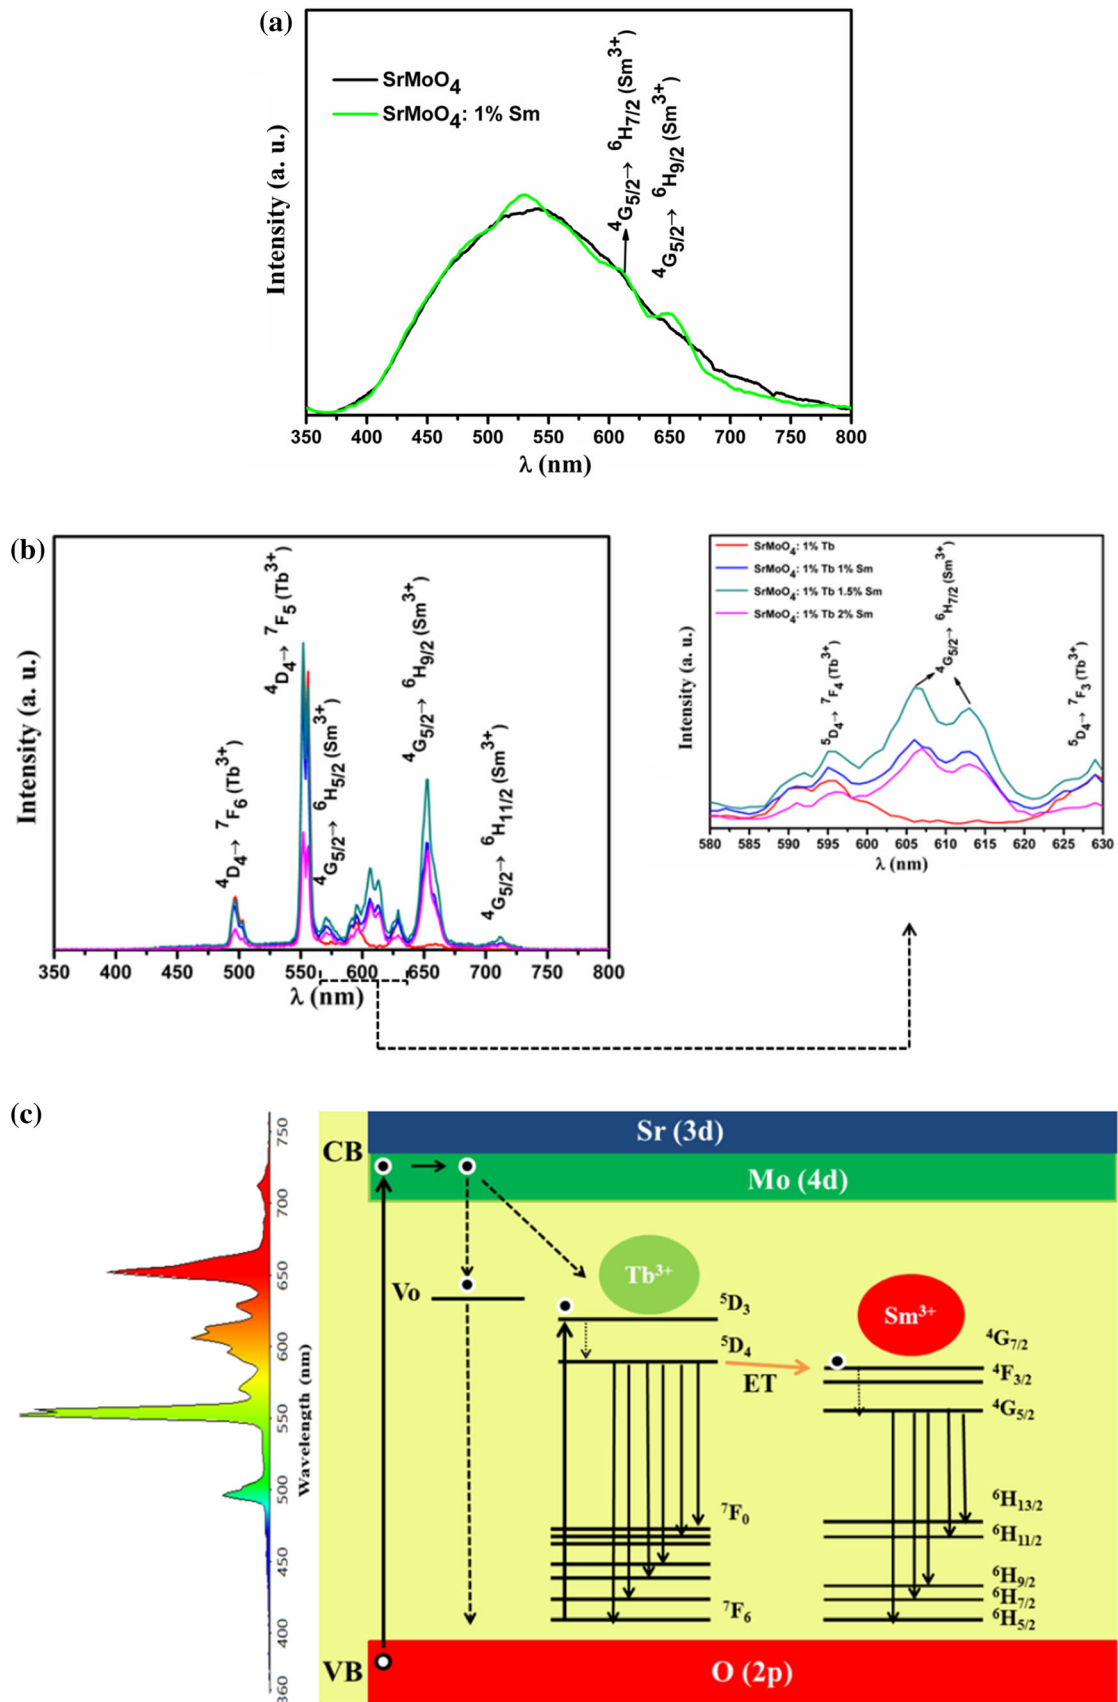 (a)
SrMoO₄
SrMoO₄: 1% Sm
⁴G₅/₂→ ⁶H₇/₂ (Sm³⁺)
⁴G₅/₂→ ⁶H₉/₂ (Sm³⁺)
Intensity (a. u.)
350 400 450 500 550 600 650 700 750 800
λ (nm)
(b)
⁴D₄→ ⁷F₆ (Tb³⁺)
⁴D₄→ ⁷F₅ (Tb³⁺)
⁴G₅/₂→ ⁶H₅/₂ (Sm³⁺)
⁴G₅/₂→ ⁶H₉/₂ (Sm³⁺)
⁴G₅/₂→ ⁶H₁₁/₂ (Sm³⁺)
Intensity (a. u.)
350 400 450 500 550 600 650 700 750 800
λ (nm)
SrMoO₄: 1% Tb
SrMoO₄: 1% Tb 1% Sm
SrMoO₄: 1% Tb 1.5% Sm
SrMoO₄: 1% Tb 2% Sm
⁵D₄→ ⁷F₄ (Tb³⁺)
⁴G₅/₂→ ⁶H₇/₂ (Sm³⁺)
⁵D₄→ ⁷F₃ (Tb³⁺)
Intensity (a. u.)
580 585 590 595 600 605 610 615 620 625 630
λ (nm)
(c)
750
700
650
600
550
500
450
400
360
Wavelength (nm)
CB
Sr (3d)
Mo (4d)
Vo
Tb³⁺
⁵D₃
⁵D₄
ET
Sm³⁺
⁴G₇/₂
⁴F₃/₂
⁴G₅/₂
⁷F₀
⁷F₆
⁶H₁₃/₂
⁶H₁₁/₂
⁶H₉/₂
⁶H₇/₂
⁶H₅/₂
VB
O (2p)